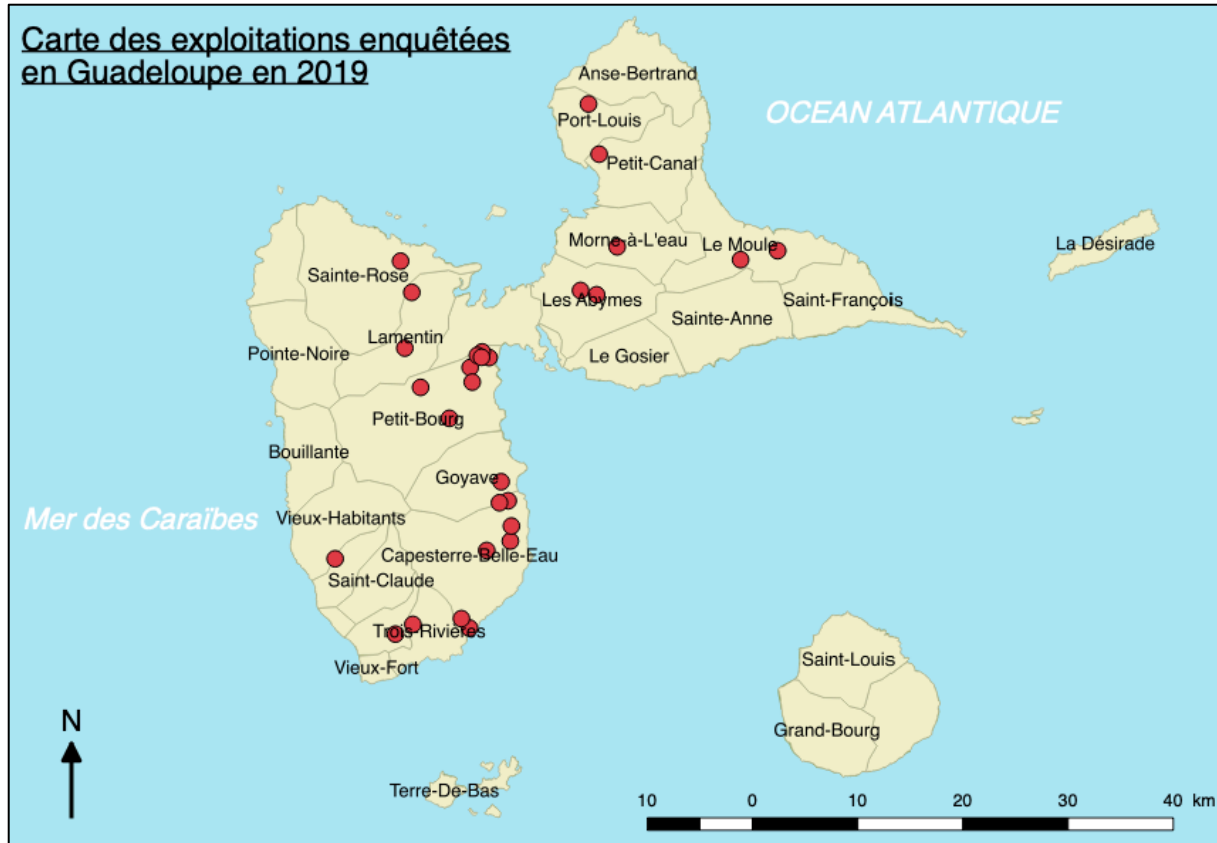 Carte des exploitations enquêtées
en Guadeloupe en 2019
Anse-Bertrand
OCEAN ATLANTIQUE
Port-Louis
Petit-Canal
Morne-à-L'eau
Le Moule
La Désirade
Sainte-Rose
Les Abymes
Saint-François
Sainte-Anne
Lamentin
Pointe-Noire
Le Gosier
Petit-Bourg
Bouillante
Goyave
Mer des Caraïbes
Vieux-Habitants
Capesterre-Belle-Eau
Saint-Claude
Trois-Rivières
Vieux-Fort
Saint-Louis
N
Grand-Bourg
Terre-De-Bas
10 0 10 20 30 40 km